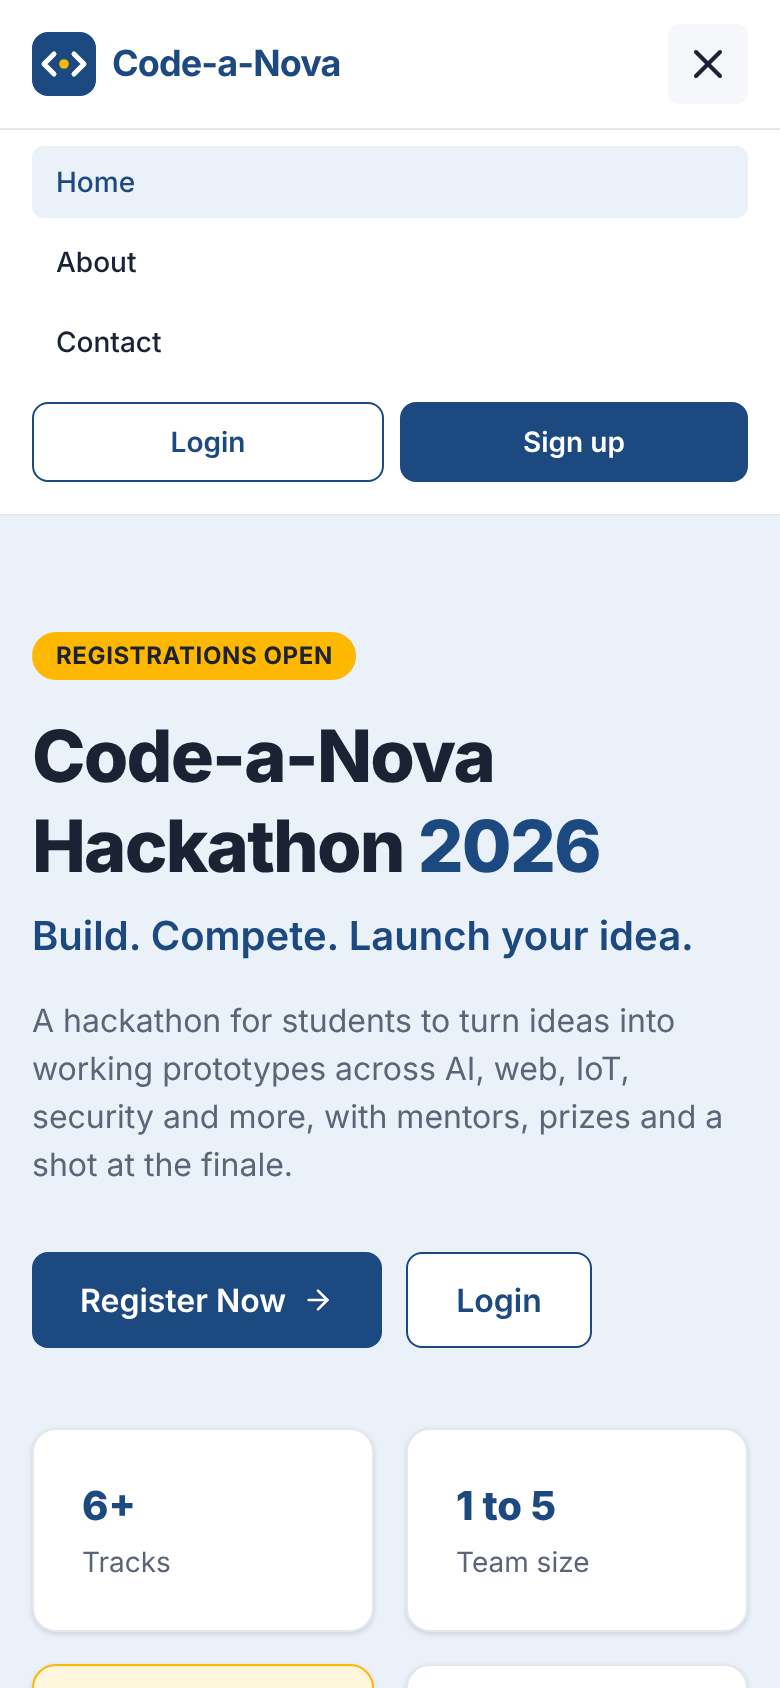 Code-a-Nova
Home
About
Contact
Login
Sign up
REGISTRATIONS OPEN
Code-a-Nova
Hackathon 2026
Build. Compete. Launch your idea.
A hackathon for students to turn ideas into
working prototypes across AI, web, IoT,
security and more, with mentors, prizes and a
shot at the finale.
Register Now
Login
6+
Tracks
1 to 5
Team size